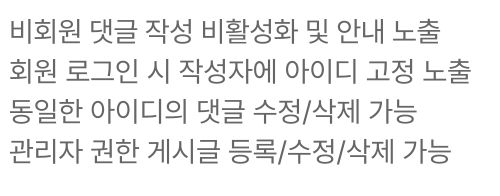 비회원 댓글 작성 비활성화 및 안내 노출
회원 로그인 시 작성자에 아이디 고정 노출
동일한 아이디의 댓글 수정/삭제 가능
관리자 권한 게시글 등록/수정/삭제 가능